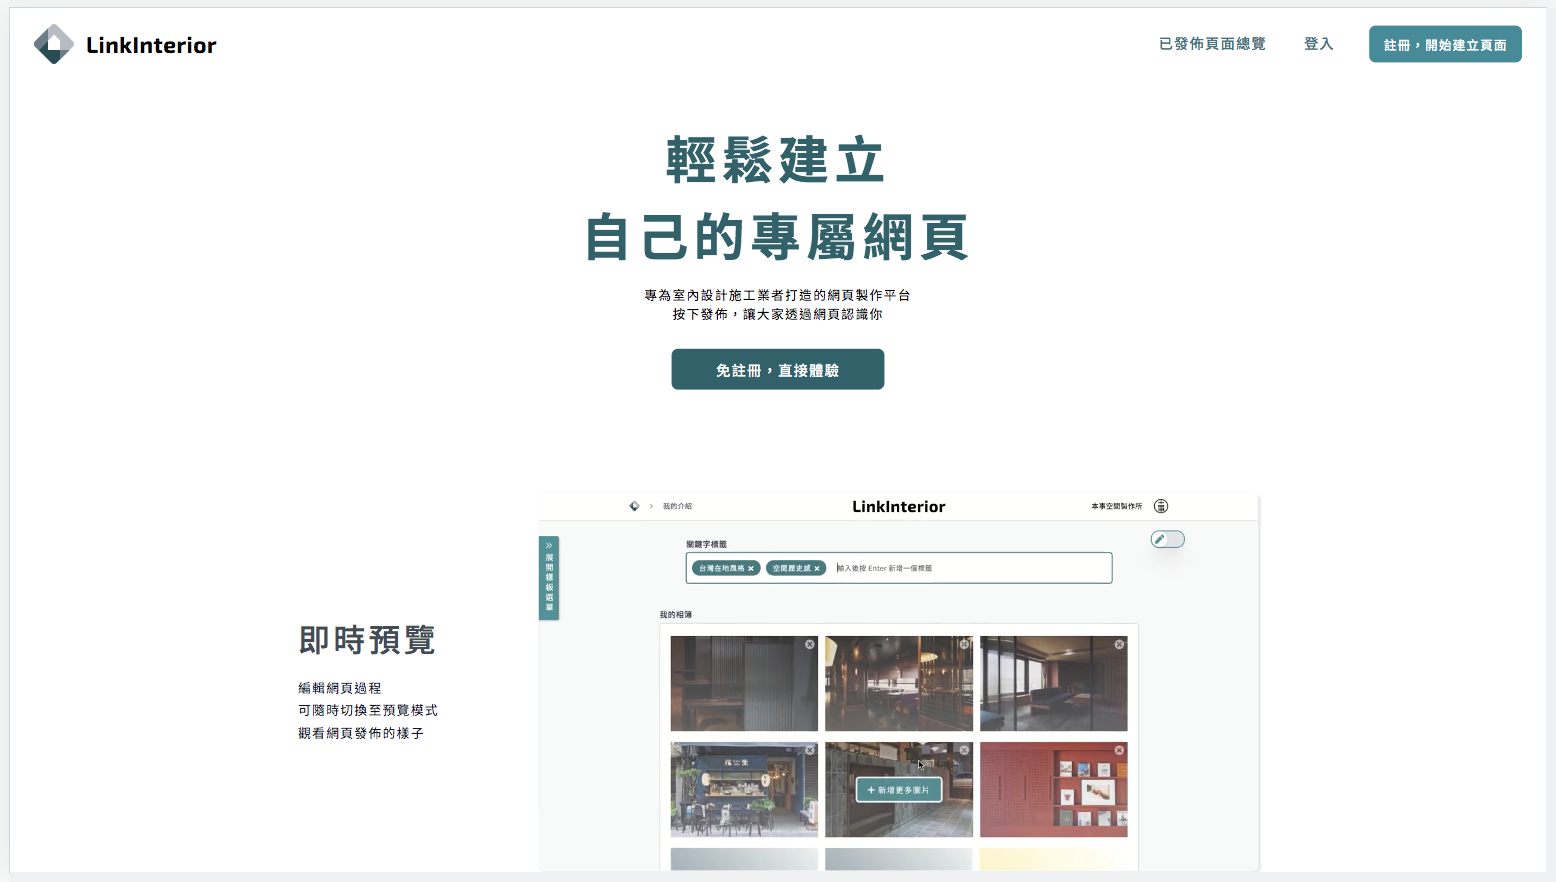 LinkInterior
已發佈頁面總覽
登入
註冊，開始建立頁面
輕鬆建立
自己的專屬網頁
專為室內設計施工業者打造的網頁製作平台
按下發佈，讓大家透過網頁認識你
免註冊，直接體驗
即時預覽
編輯網頁過程
可隨時切換至預覽模式
觀看網頁發佈的樣子
我的介紹
LinkInterior
本事空間製作所
展開樣板選單
關鍵字標籤
台灣在地風格
空間歷史感
輸入後按 Enter 新增一個標籤
我的相簿
+ 新增更多圖片